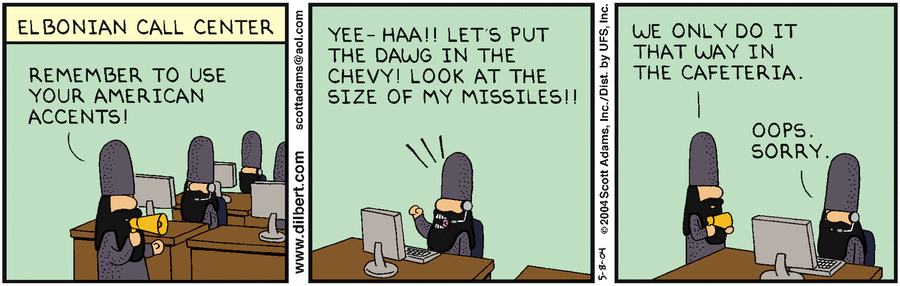 ELBONIAN CALL CENTER
REMEMBER TO USE
YOUR AMERICAN
ACCENTS!
www.dilbert.com
scottadams@aol.com
YEE-HAA!! LET'S PUT
THE DAWG IN THE
CHEVY! LOOK AT THE
SIZE OF MY MISSILES!!
5-8-04 © 2004 Scott Adams, Inc./Dist. by UFS, Inc.
WE ONLY DO IT
THAT WAY IN
THE CAFETERIA.
OOPS.
SORRY.